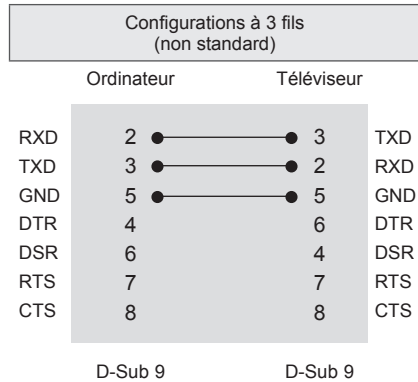 Configurations à 3 fils
(non standard)
Ordinateur Téléviseur
RXD 2 3 TXD
TXD 3 2 RXD
GND 5 5 GND
DTR 4 6 DTR
DSR 6 4 DSR
RTS 7 7 RTS
CTS 8 8 CTS
D-Sub 9 D-Sub 9